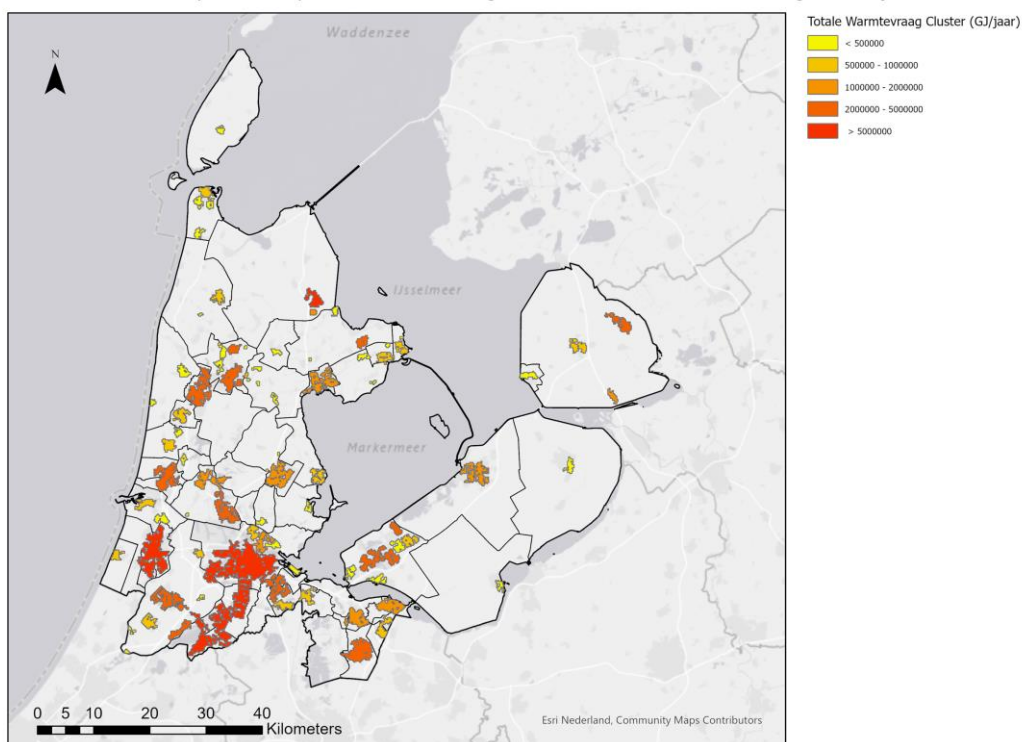 Totale Warmtevraag Cluster (GJ/jaar)
< 500000
500000 - 1000000
1000000 - 2000000
2000000 - 5000000
> 5000000
Waddenzee
N
IJsselmeer
Markermeer
0 5 10 20 30 40
Kilometers
Esri Nederland, Community Maps Contributors